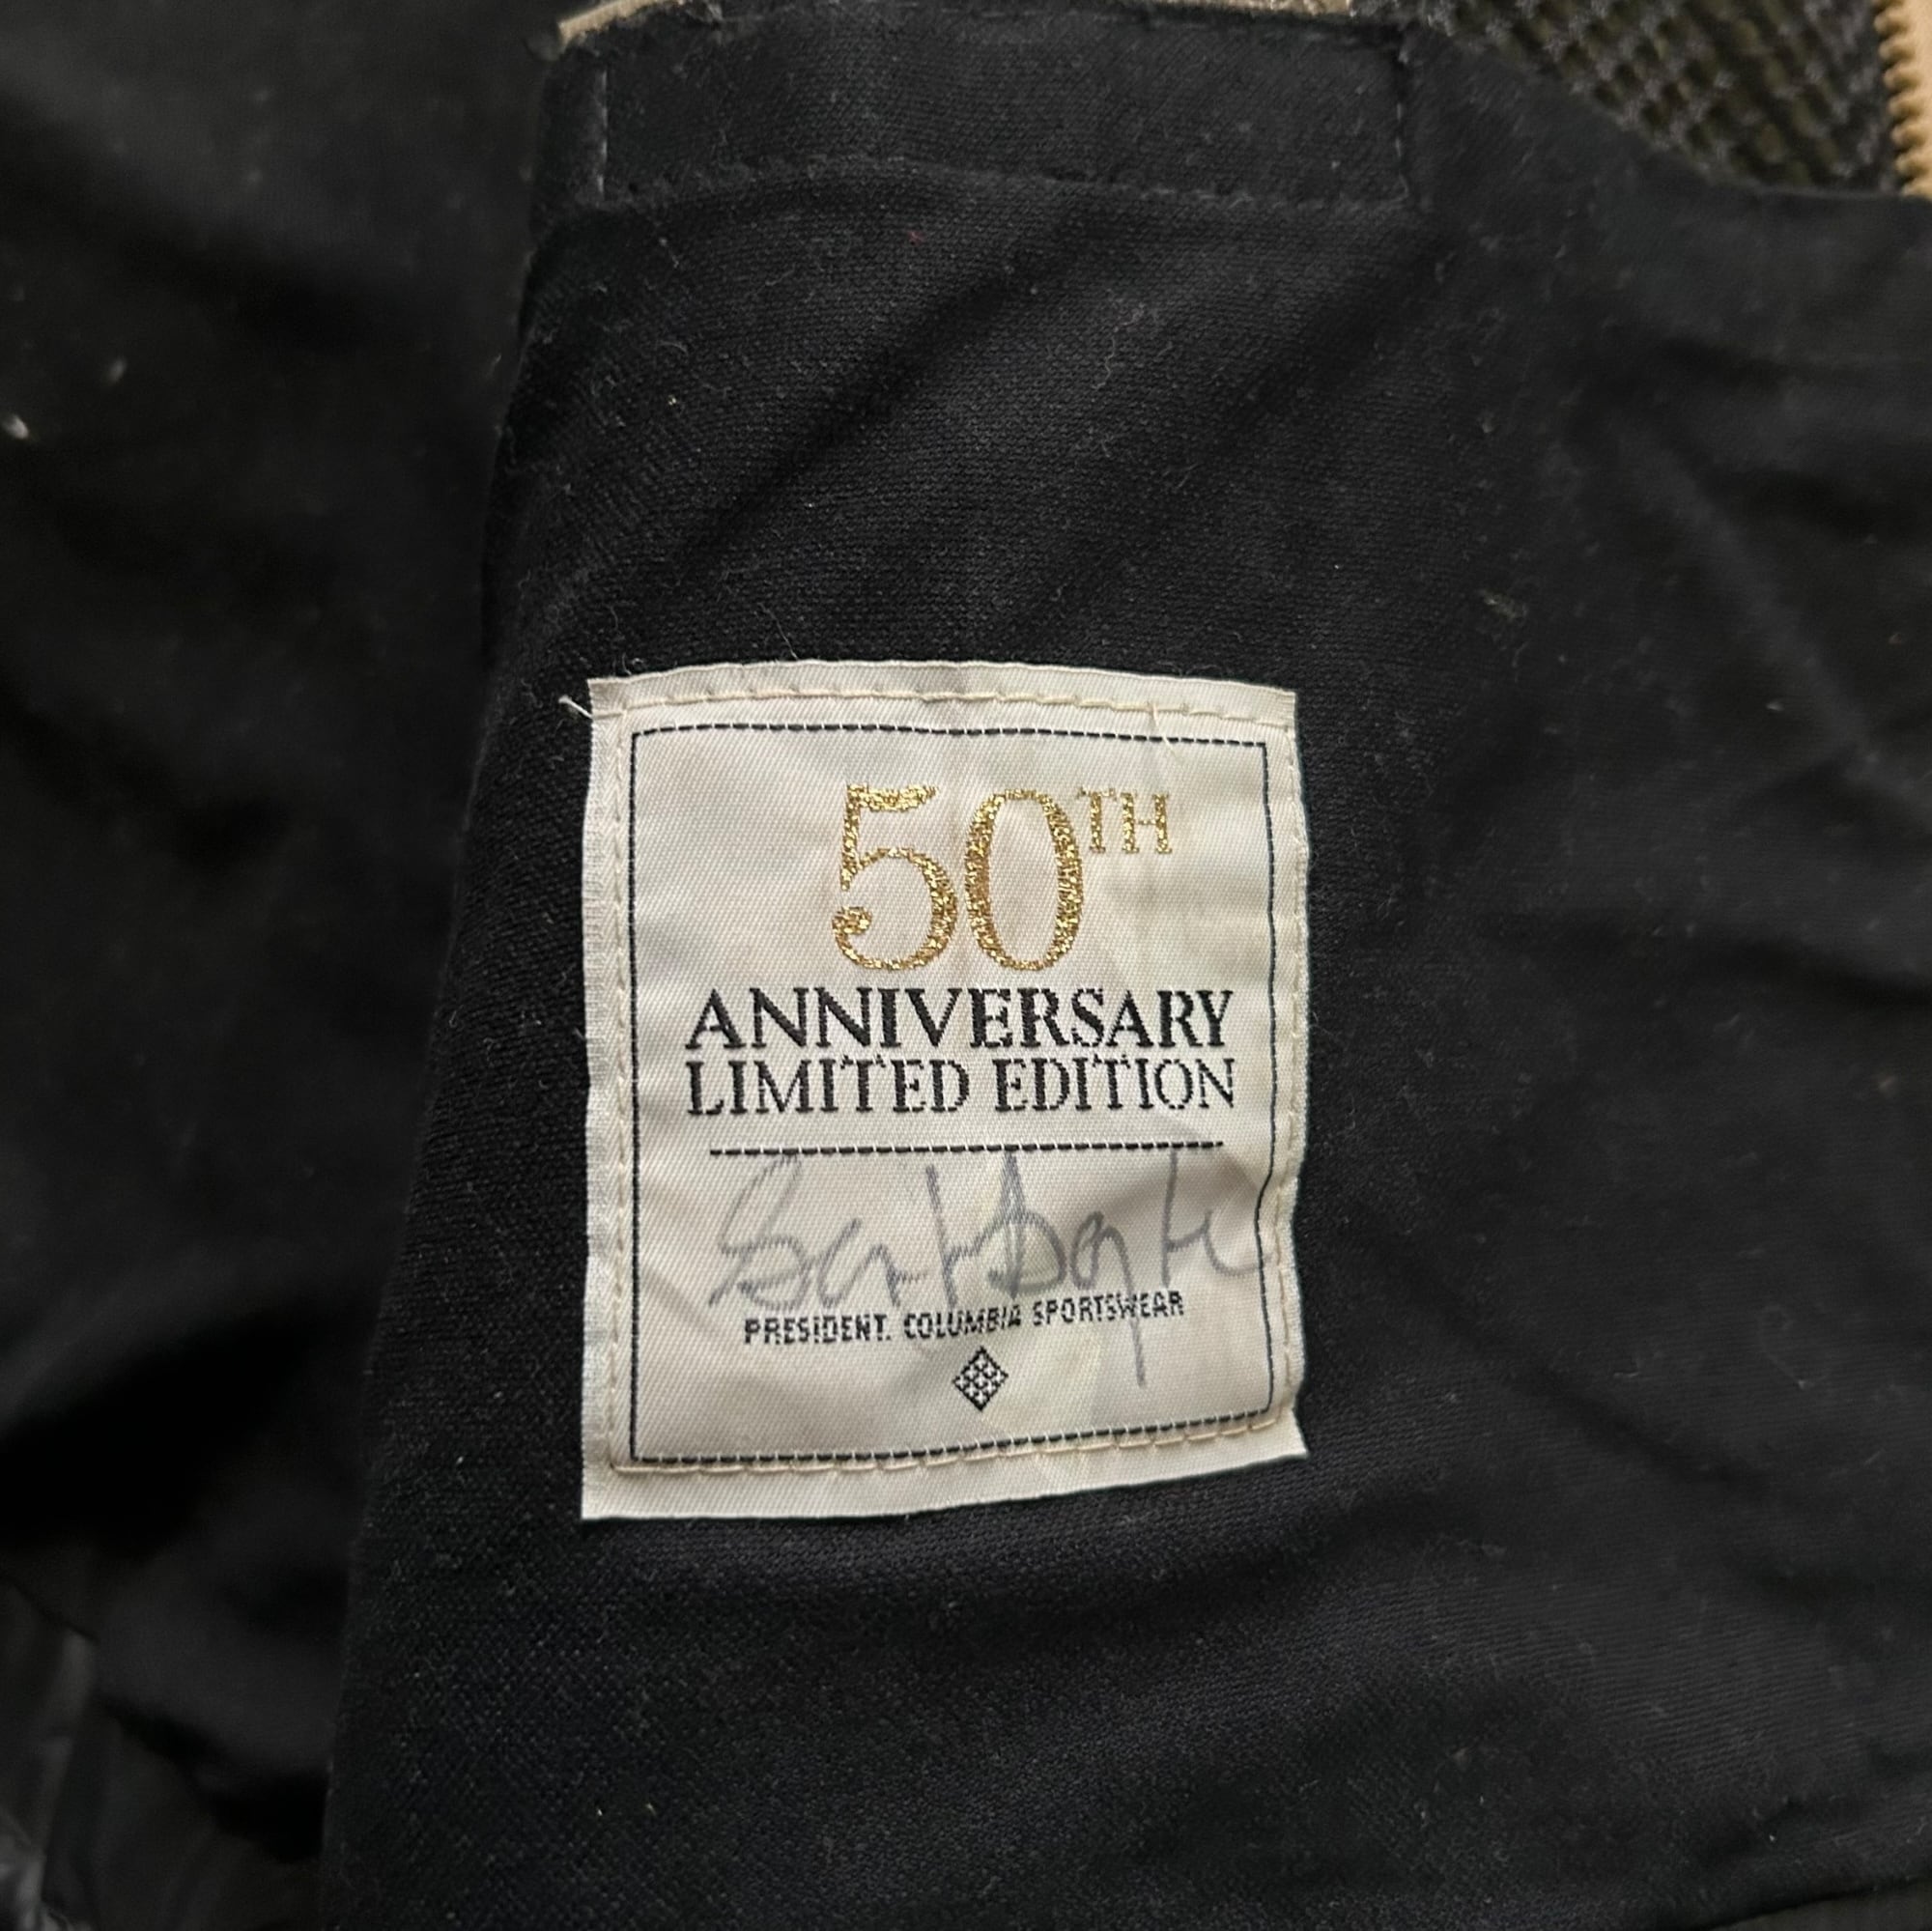 50TH
ANNIVERSARY
LIMITED EDITION
PRESIDENT. COLUMBIA SPORTSWEAR